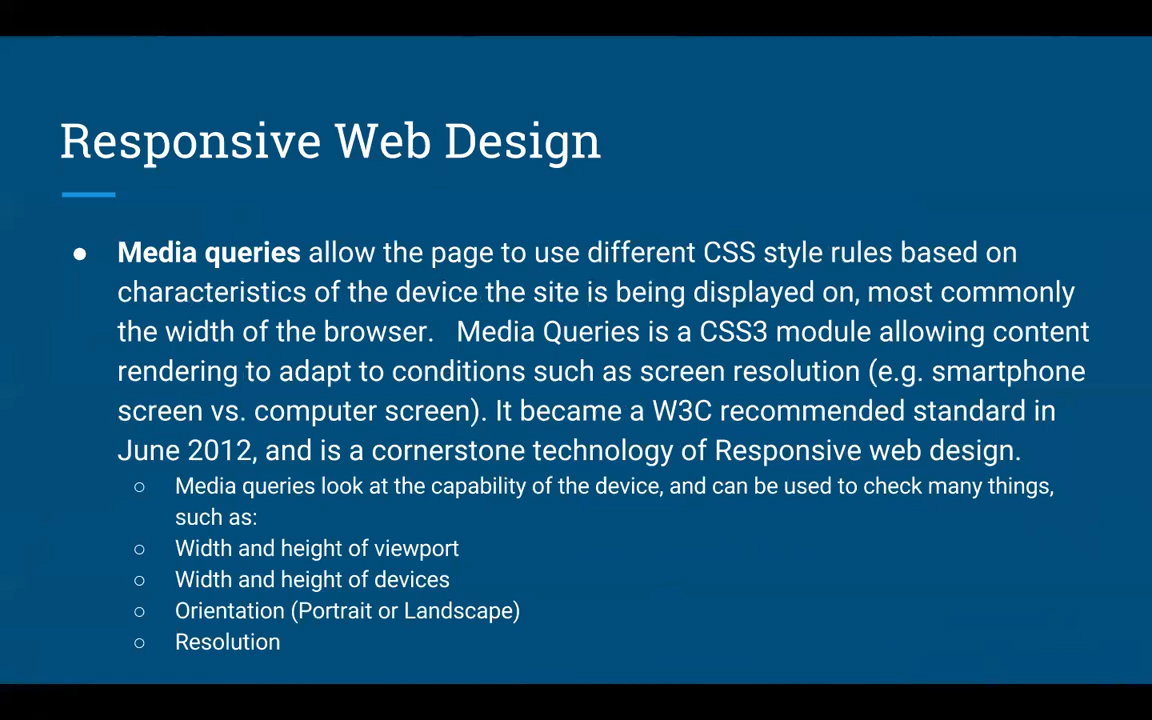 Responsive Web Design
● Media queries allow the page to use different CSS style rules based on
characteristics of the device the site is being displayed on, most commonly
the width of the browser.   Media Queries is a CSS3 module allowing content
rendering to adapt to conditions such as screen resolution (e.g. smartphone
screen vs. computer screen). It became a W3C recommended standard in
June 2012, and is a cornerstone technology of Responsive web design.
○ Media queries look at the capability of the device, and can be used to check many things,
such as:
○ Width and height of viewport
○ Width and height of devices
○ Orientation (Portrait or Landscape)
○ Resolution